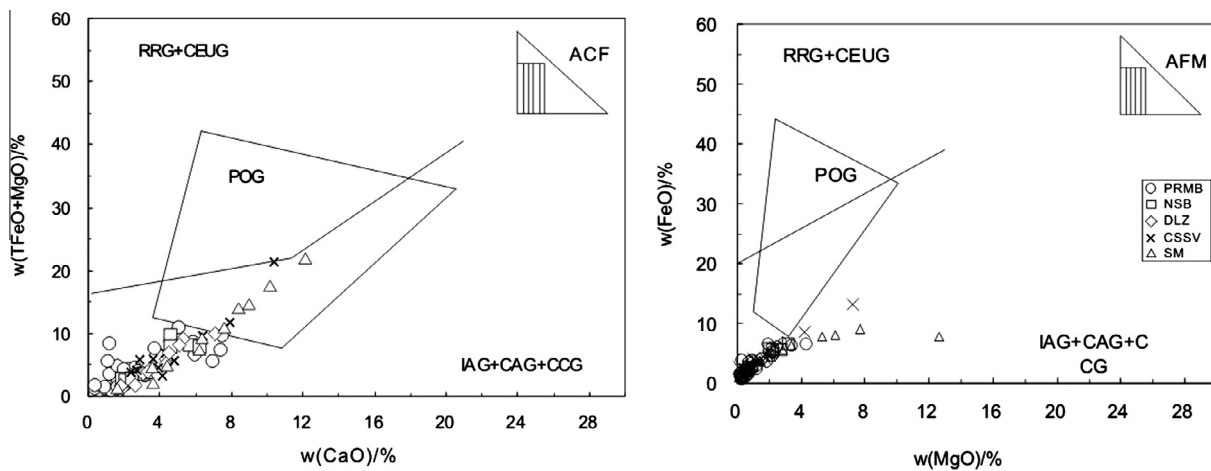 60
50
40
30
20
10
0
w(TFeO+MgO)/%
RRG+CEUG
ACF
POG
IAG+CAG+CCG
0 4 8 12 16 20 24 28
w(CaO)/%
60
50
40
30
20
10
0
w(FeO)/%
RRG+CEUG
AFM
POG
PRMB
NSB
DLZ
CSSV
SM
IAG+CAG+C
CG
0 4 8 12 16 20 24 28
w(MgO)/%